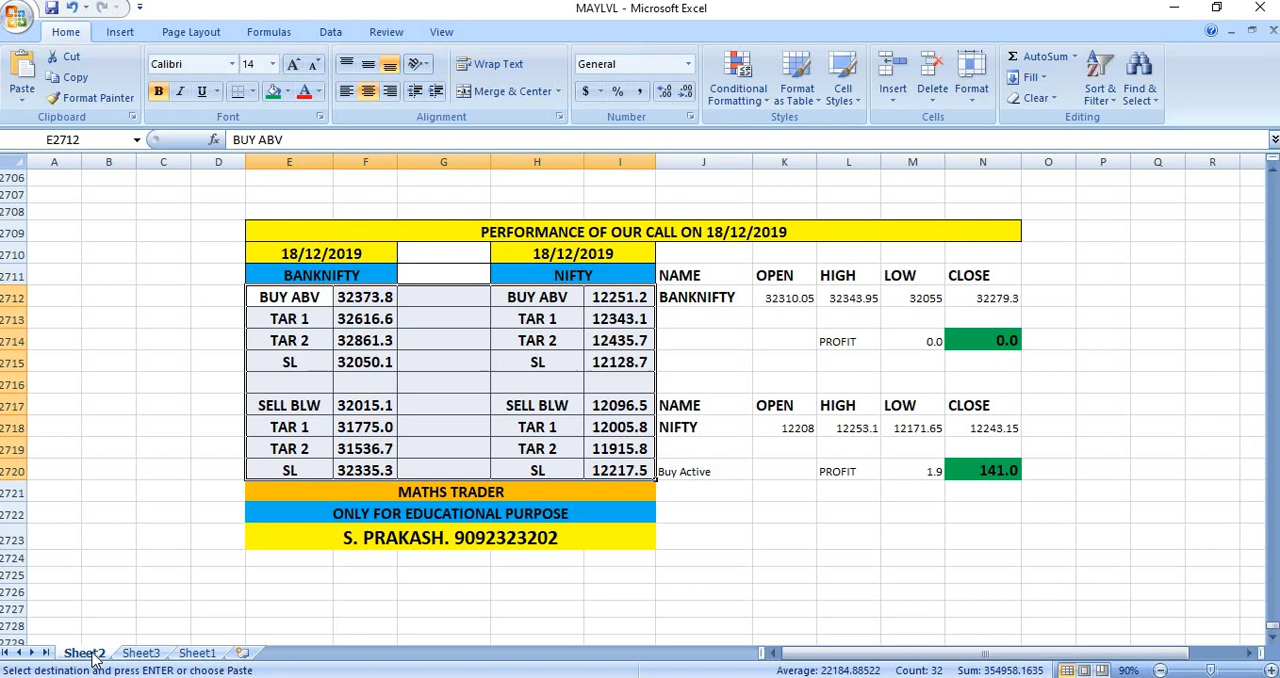 MAYLVL - Microsoft Excel
Home Insert Page Layout Formulas Data Review View
Cut
Copy
Format Painter
Paste
Clipboard
Calibri 14
Font
Wrap Text
Merge & Center
Alignment
General
Number
Conditional Formatting
Format as Table
Cell Styles
Styles
Insert
Delete
Format
Cells
AutoSum
Fill
Clear
Sort & Filter
Find & Select
Editing
E2712 fx BUY ABV
A B C D E F G H I J K L M N O P Q R
2706
2707
2708
2709 PERFORMANCE OF OUR CALL ON 18/12/2019
2710 18/12/2019 18/12/2019
2711 BANKNIFTY NIFTY NAME OPEN HIGH LOW CLOSE
2712 BUY ABV 32373.8 BUY ABV 12251.2 BANKNIFTY 32310.05 32343.95 32055 32279.3
2713 TAR 1 32616.6 TAR 1 12343.1
2714 TAR 2 32861.3 TAR 2 12435.7 PROFIT 0.0 0.0
2715 SL 32050.1 SL 12128.7
2716
2717 SELL BLW 32015.1 SELL BLW 12096.5 NAME OPEN HIGH LOW CLOSE
2718 TAR 1 31775.0 TAR 1 12005.8 NIFTY 12208 12253.1 12171.65 12243.15
2719 TAR 2 31536.7 TAR 2 11915.8
2720 SL 32335.3 SL 12217.5 Buy Active PROFIT 1.9 141.0
2721 MATHS TRADER
2722 ONLY FOR EDUCATIONAL PURPOSE
2723 S. PRAKASH. 9092323202
2724
2725
2726
2727
2728
2729
Sheet2 Sheet3 Sheet1
Select destination and press ENTER or choose Paste Average: 22184.88522 Count: 32 Sum: 354958.1635 90%